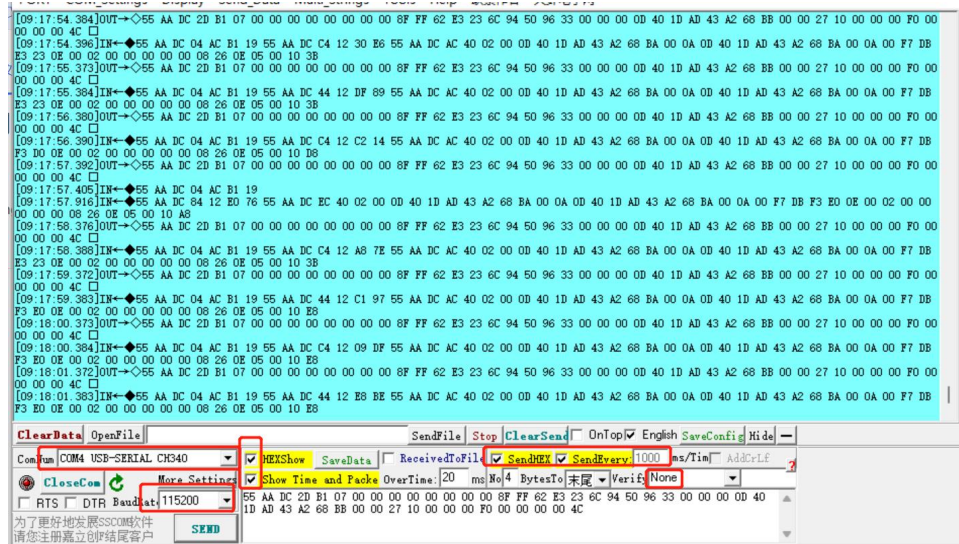 [09:17:54.384]OUT→◇55 AA DC 2D B1 07 00 00 00 00 00 00 00 00 8F FF 62 E3 23 6C 94 50 96 33 00 00 00 0D 40 1D AD 43 A2 68 BB 00 00 27 10 00 00 00 F0 00
00 00 00 4C □
[09:17:54.396]IN←◆55 AA DC 04 AC B1 19 55 AA DC C4 12 30 E6 55 AA DC AC 40 02 00 0D 40 1D AD 43 A2 68 BA 00 0A 0D 40 1D AD 43 A2 68 BA 00 0A 00 F7 DB
E3 23 0E 00 02 00 00 00 00 00 08 26 0E 05 00 10 3B
[09:17:55.373]OUT→◇55 AA DC 2D B1 07 00 00 00 00 00 00 00 00 8F FF 62 E3 23 6C 94 50 96 33 00 00 00 0D 40 1D AD 43 A2 68 BB 00 00 27 10 00 00 00 F0 00
00 00 00 4C □
[09:17:55.384]IN←◆55 AA DC 04 AC B1 19 55 AA DC 44 12 DF 89 55 AA DC AC 40 02 00 0D 40 1D AD 43 A2 68 BA 00 0A 0D 40 1D AD 43 A2 68 BA 00 0A 00 F7 DB
E3 23 0E 00 02 00 00 00 00 00 08 26 0E 05 00 10 3B
[09:17:56.380]OUT→◇55 AA DC 2D B1 07 00 00 00 00 00 00 00 00 8F FF 62 E3 23 6C 94 50 96 33 00 00 00 0D 40 1D AD 43 A2 68 BB 00 00 27 10 00 00 00 F0 00
00 00 00 4C □
[09:17:56.390]IN←◆55 AA DC 04 AC B1 19 55 AA DC C4 12 C2 14 55 AA DC AC 40 02 00 0D 40 1D AD 43 A2 68 BA 00 0A 0D 40 1D AD 43 A2 68 BA 00 0A 00 F7 DB
F3 D0 0E 00 02 00 00 00 00 00 08 26 0E 05 00 10 D8
[09:17:57.392]OUT→◇55 AA DC 2D B1 07 00 00 00 00 00 00 00 00 8F FF 62 E3 23 6C 94 50 96 33 00 00 00 0D 40 1D AD 43 A2 68 BB 00 00 27 10 00 00 00 F0 00
00 00 00 4C □
[09:17:57.405]IN←◆55 AA DC 04 AC B1 19
[09:17:57.916]IN←◆55 AA DC 84 12 E0 76 55 AA DC EC 40 02 00 0D 40 1D AD 43 A2 68 BA 00 0A 0D 40 1D AD 43 A2 68 BA 00 0A 00 F7 DB F3 E0 0E 00 02 00 00
00 00 00 08 26 0E 05 00 10 A8
[09:17:58.376]OUT→◇55 AA DC 2D B1 07 00 00 00 00 00 00 00 00 8F FF 62 E3 23 6C 94 50 96 33 00 00 00 0D 40 1D AD 43 A2 68 BB 00 00 27 10 00 00 00 F0 00
00 00 00 4C □
[09:17:58.388]IN←◆55 AA DC 04 AC B1 19 55 AA DC C4 12 A8 7E 55 AA DC AC 40 02 00 0D 40 1D AD 43 A2 68 BA 00 0A 0D 40 1D AD 43 A2 68 BA 00 0A 00 F7 DB
E3 23 0E 00 02 00 00 00 00 00 08 26 0E 05 00 10 3B
[09:17:59.372]OUT→◇55 AA DC 2D B1 07 00 00 00 00 00 00 00 00 8F FF 62 E3 23 6C 94 50 96 33 00 00 00 0D 40 1D AD 43 A2 68 BB 00 00 27 10 00 00 00 F0 00
00 00 00 4C □
[09:17:59.383]IN←◆55 AA DC 04 AC B1 19 55 AA DC 44 12 C1 97 55 AA DC AC 40 02 00 0D 40 1D AD 43 A2 68 BA 00 0A 0D 40 1D AD 43 A2 68 BA 00 0A 00 F7 DB
F3 E0 0E 00 02 00 00 00 00 00 08 26 0E 05 00 10 E8
[09:18:00.373]OUT→◇55 AA DC 2D B1 07 00 00 00 00 00 00 00 00 8F FF 62 E3 23 6C 94 50 96 33 00 00 00 0D 40 1D AD 43 A2 68 BB 00 00 27 10 00 00 00 F0 00
00 00 00 4C □
[09:18:00.384]IN←◆55 AA DC 04 AC B1 19 55 AA DC C4 12 09 DF 55 AA DC AC 40 02 00 0D 40 1D AD 43 A2 68 BA 00 0A 0D 40 1D AD 43 A2 68 BA 00 0A 00 F7 DB
F3 E0 0E 00 02 00 00 00 00 00 08 26 0E 05 00 10 E8
[09:18:01.372]OUT→◇55 AA DC 2D B1 07 00 00 00 00 00 00 00 00 8F FF 62 E3 23 6C 94 50 96 33 00 00 00 0D 40 1D AD 43 A2 68 BB 00 00 27 10 00 00 00 F0 00
00 00 00 4C □
[09:18:01.383]IN←◆55 AA DC 04 AC B1 19 55 AA DC 44 12 E8 BE 55 AA DC AC 40 02 00 0D 40 1D AD 43 A2 68 BA 00 0A 0D 40 1D AD 43 A2 68 BA 00 0A 00 F7 DB
F3 E0 0E 00 02 00 00 00 00 00 08 26 0E 05 00 10 E8
ClearData OpenFile SendFile Stop ClearSend OnTop English SaveConfig Hide —
ComNum COM4 USB-SERIAL CH340 HEXShow SaveData ReceivedToFile SendHEX SendEvery: 1000 ms/Tim AddCrLf ?
CloseCom More Settings Show Time and Packe OverTime: 20 ms No 4 BytesTo 末尾 Verify None
RTS DTR BaudRat 115200 55 AA DC 2D B1 07 00 00 00 00 00 00 00 00 8F FF 62 E3 23 6C 94 50 96 33 00 00 00 0D 40
1D AD 43 A2 68 BB 00 00 27 10 00 00 00 F0 00 00 00 00 4C
为了更好地发展SSCOM软件
请您注册嘉立创F结尾客户 SEND